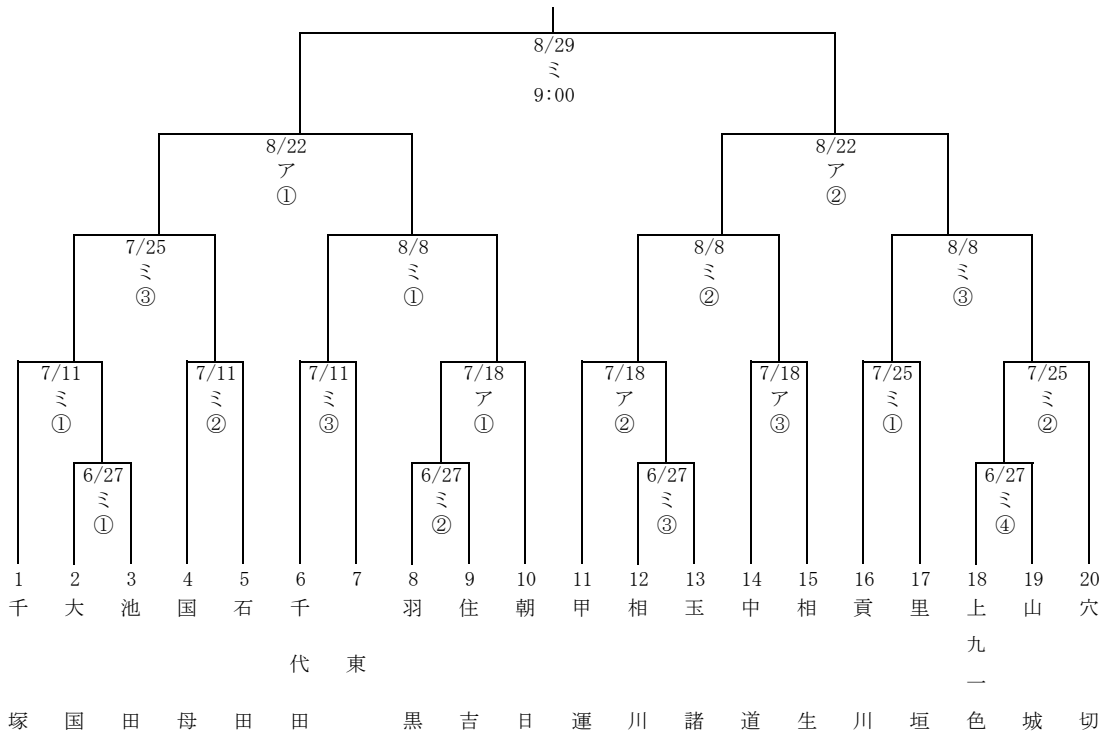 8/29
ミ
9:00
8/22
ア
①
8/22
ア
②
7/25
ミ
③
8/8
ミ
①
8/8
ミ
②
8/8
ミ
③
7/11
ミ
①
7/11
ミ
②
7/11
ミ
③
7/18
ア
①
7/18
ア
②
7/18
ア
③
7/25
ミ
①
7/25
ミ
②
6/27
ミ
①
6/27
ミ
②
6/27
ミ
③
6/27
ミ
④
1 千塚
2 大国
3 池田
4 国母
5 石田
6 千代田
7 東
8 羽黒
9 住吉
10 朝日
11 甲運
12 相川
13 玉諸
14 中道
15 相生
16 貢川
17 里垣
18 上九一色
19 山城
20 穴切